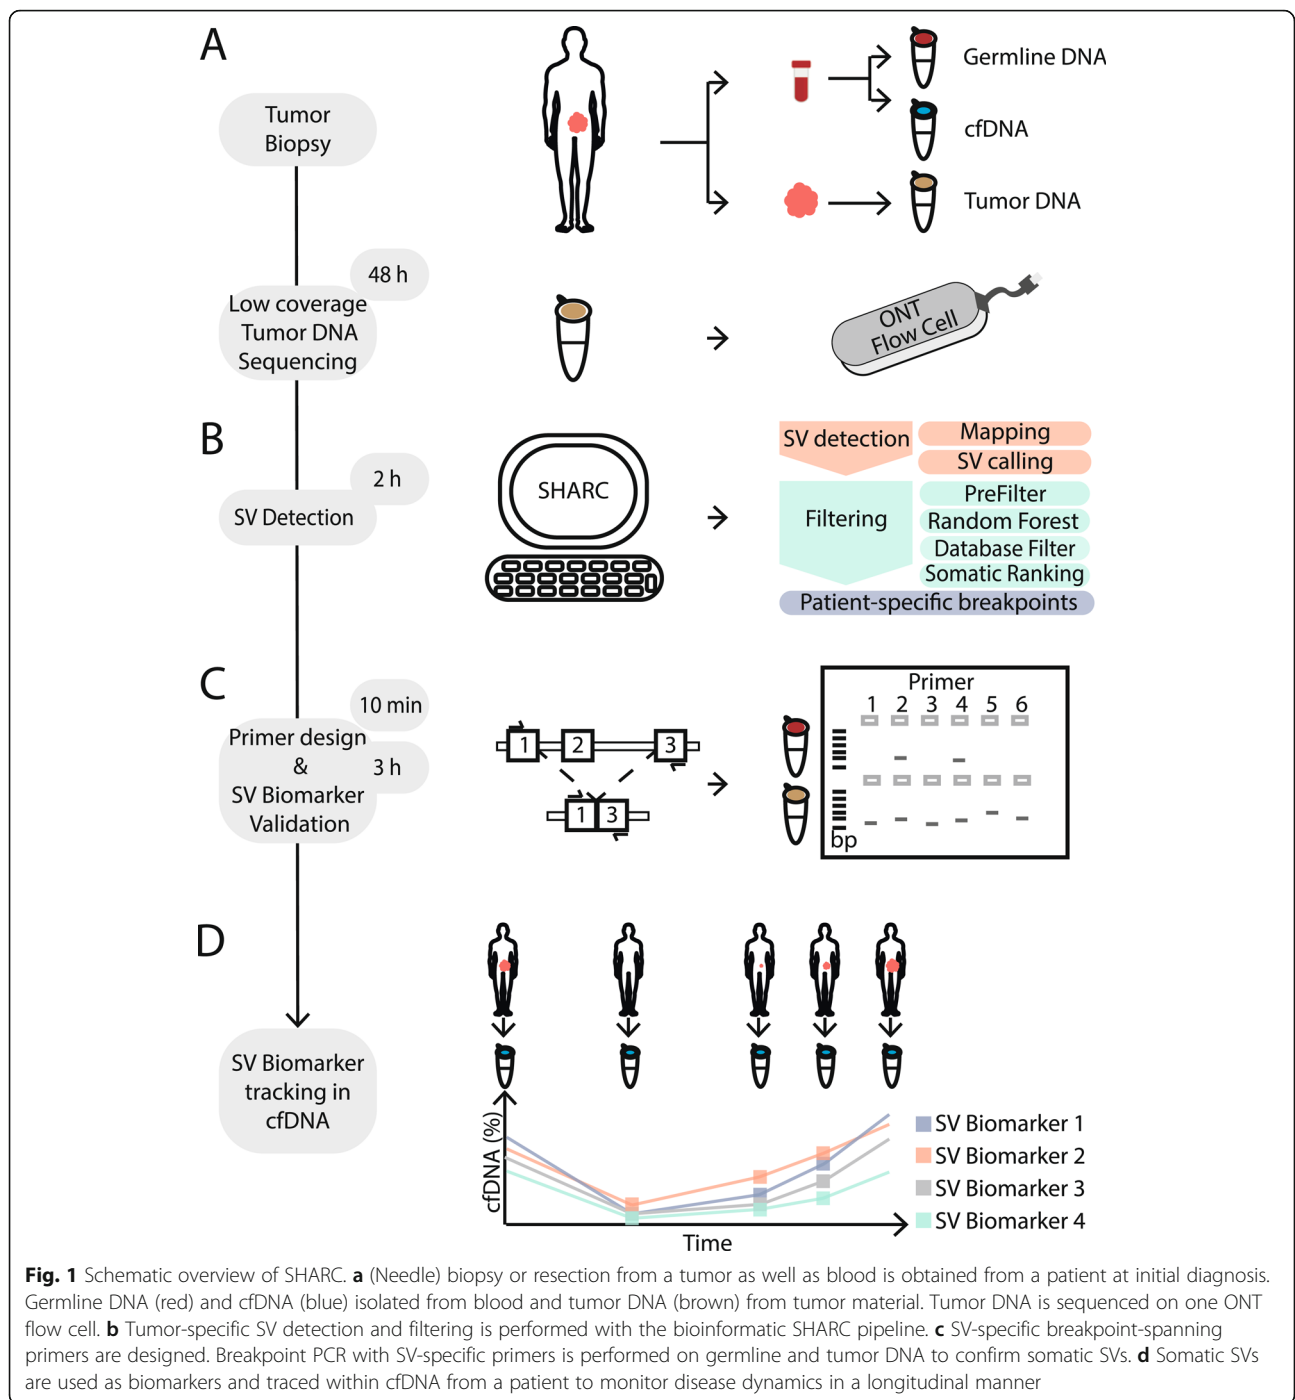 A
Tumor
Biopsy
Germline DNA
cfDNA
Tumor DNA
48 h
Low coverage
Tumor DNA
Sequencing
ONT
Flow Cell
B
2 h
SV Detection
SHARC
SV detection
Mapping
SV calling
Filtering
PreFilter
Random Forest
Database Filter
Somatic Ranking
Patient-specific breakpoints
C
10 min
Primer design
&
SV Biomarker
Validation
3 h
1 2 3
1 3
Primer
1 2 3 4 5 6
bp
D
SV Biomarker
tracking in
cfDNA
cfDNA (%)
Time
SV Biomarker 1
SV Biomarker 2
SV Biomarker 3
SV Biomarker 4
Fig. 1 Schematic overview of SHARC. a (Needle) biopsy or resection from a tumor as well as blood is obtained from a patient at initial diagnosis.
Germline DNA (red) and cfDNA (blue) isolated from blood and tumor DNA (brown) from tumor material. Tumor DNA is sequenced on one ONT
flow cell. b Tumor-specific SV detection and filtering is performed with the bioinformatic SHARC pipeline. c SV-specific breakpoint-spanning
primers are designed. Breakpoint PCR with SV-specific primers is performed on germline and tumor DNA to confirm somatic SVs. d Somatic SVs
are used as biomarkers and traced within cfDNA from a patient to monitor disease dynamics in a longitudinal manner